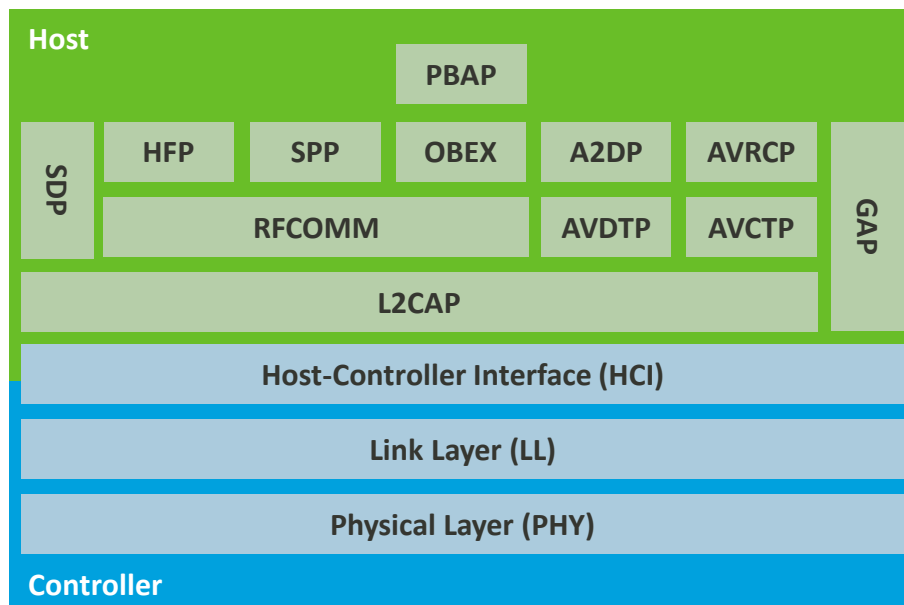 Host
PBAP
SDP
HFP
SPP
OBEX
A2DP
AVRCP
GAP
RFCOMM
AVDTP
AVCTP
L2CAP
Host-Controller Interface (HCI)
Link Layer (LL)
Physical Layer (PHY)
Controller